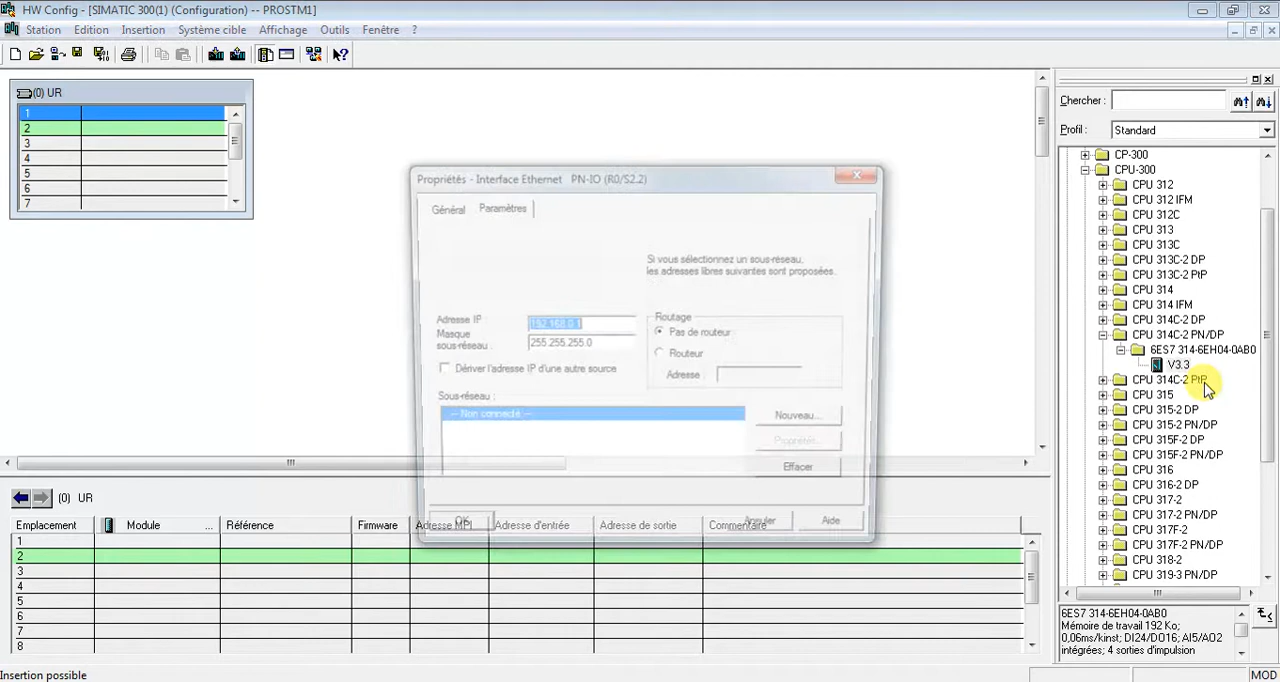 HW Config - [SIMATIC 300(1) (Configuration) -- PROSTM1]
Station Edition Insertion Système cible Affichage Outils Fenêtre ?
(0) UR
1
2
3
4
5
6
7
Propriétés - Interface Ethernet PN-IO (R0/S2.2)
Général Paramètres
Si vous sélectionnez un sous-réseau,
les adresses libres suivantes sont proposées.
Adresse IP
192.168.0.1
Masque
sous-réseau :
255.255.255.0
Dériver l'adresse IP d'une autre source
Routage
Pas de routeur
Routeur
Adresse :
Sous-réseau :
--- Non connecté ---
Nouveau...
Propriétés...
Effacer
OK
Annuler
Aide
Chercher :
Profil : Standard
CP-300
CPU-300
CPU 312
CPU 312 IFM
CPU 312C
CPU 313
CPU 313C
CPU 313C-2 DP
CPU 313C-2 PtP
CPU 314
CPU 314 IFM
CPU 314C-2 DP
CPU 314C-2 PN/DP
6ES7 314-6EH04-0AB0
V3.3
CPU 314C-2 PtP
CPU 315
CPU 315-2 DP
CPU 315-2 PN/DP
CPU 315F-2 DP
CPU 315F-2 PN/DP
CPU 316
CPU 316-2 DP
CPU 317-2
CPU 317-2 PN/DP
CPU 317F-2
CPU 317F-2 PN/DP
CPU 318-2
CPU 319-3 PN/DP
6ES7 314-6EH04-0AB0
Mémoire de travail 192 Ko;
0,06ms/kinst; DI24/DO16; AI5/AO2
intégrées; 4 sorties d'impulsion
(0) UR
Emplacement Module ... Référence Firmware Adresse MPI Adresse d'entrée Adresse de sortie Commentaire
1
2
3
4
5
6
7
8
Insertion possible
MOD